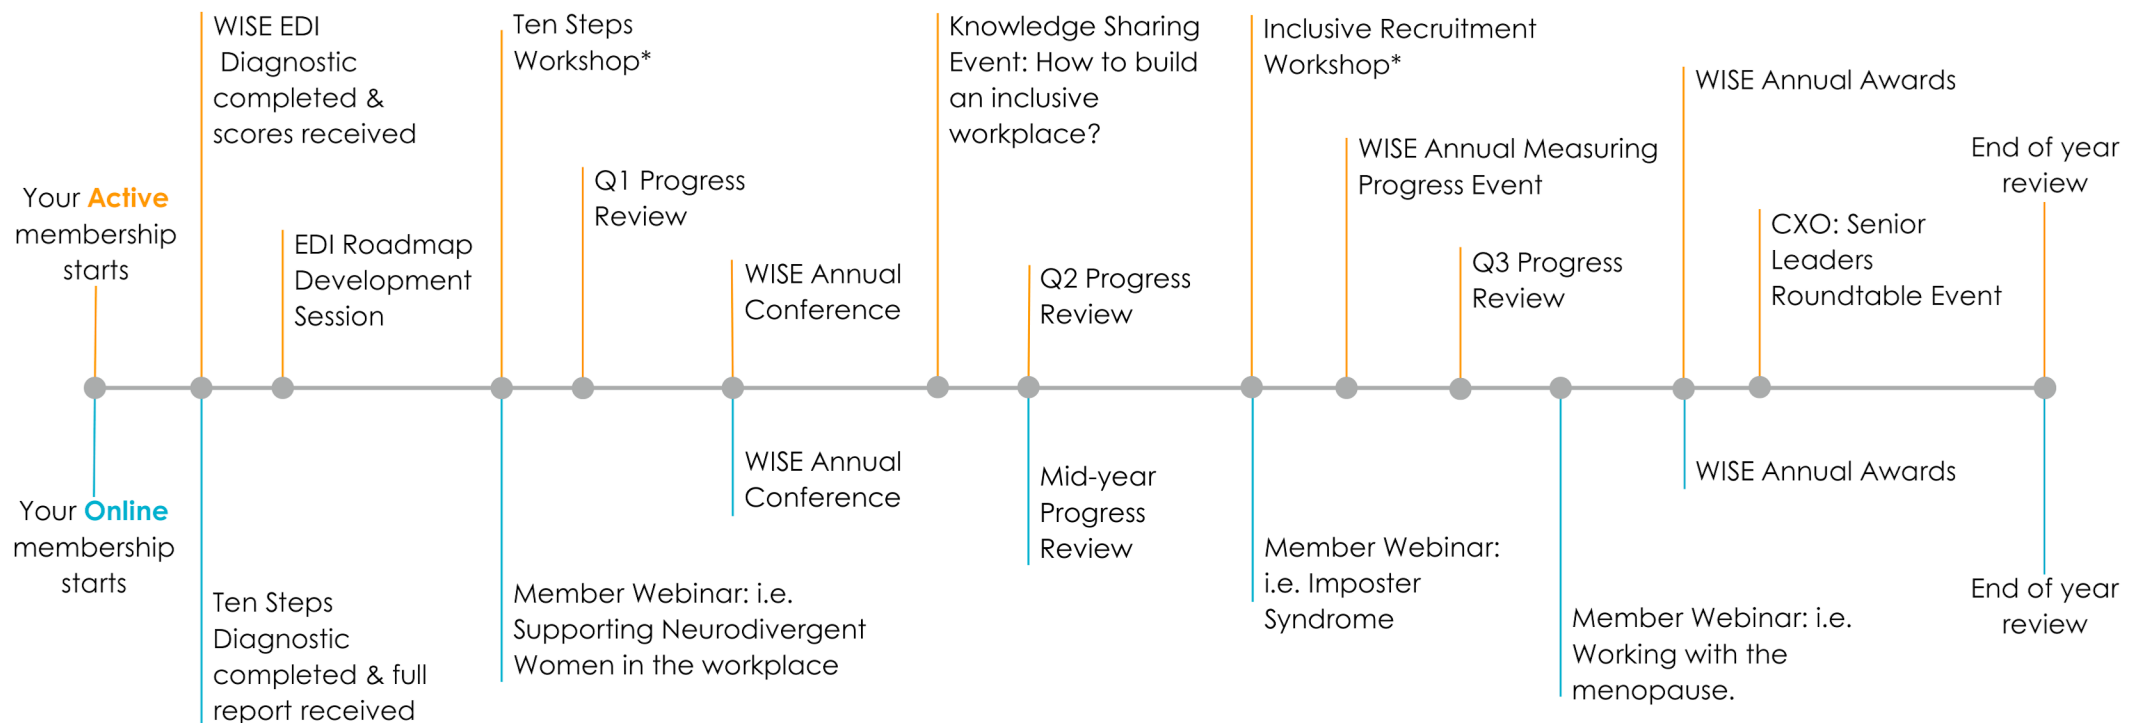 Your Active
membership
starts
WISE EDI
Diagnostic
completed &
scores received
EDI Roadmap
Development
Session
Ten Steps
Workshop*
Q1 Progress
Review
WISE Annual
Conference
Knowledge Sharing
Event: How to build
an inclusive
workplace?
Q2 Progress
Review
Inclusive Recruitment
Workshop*
WISE Annual Measuring
Progress Event
Q3 Progress
Review
WISE Annual Awards
CXO: Senior
Leaders
Roundtable Event
End of year
review
Your Online
membership
starts
Ten Steps
Diagnostic
completed & full
report received
Member Webinar: i.e.
Supporting Neurodivergent
Women in the workplace
WISE Annual
Conference
Mid-year
Progress
Review
Member Webinar:
i.e. Imposter
Syndrome
Member Webinar: i.e.
Working with the
menopause.
WISE Annual Awards
End of year
review